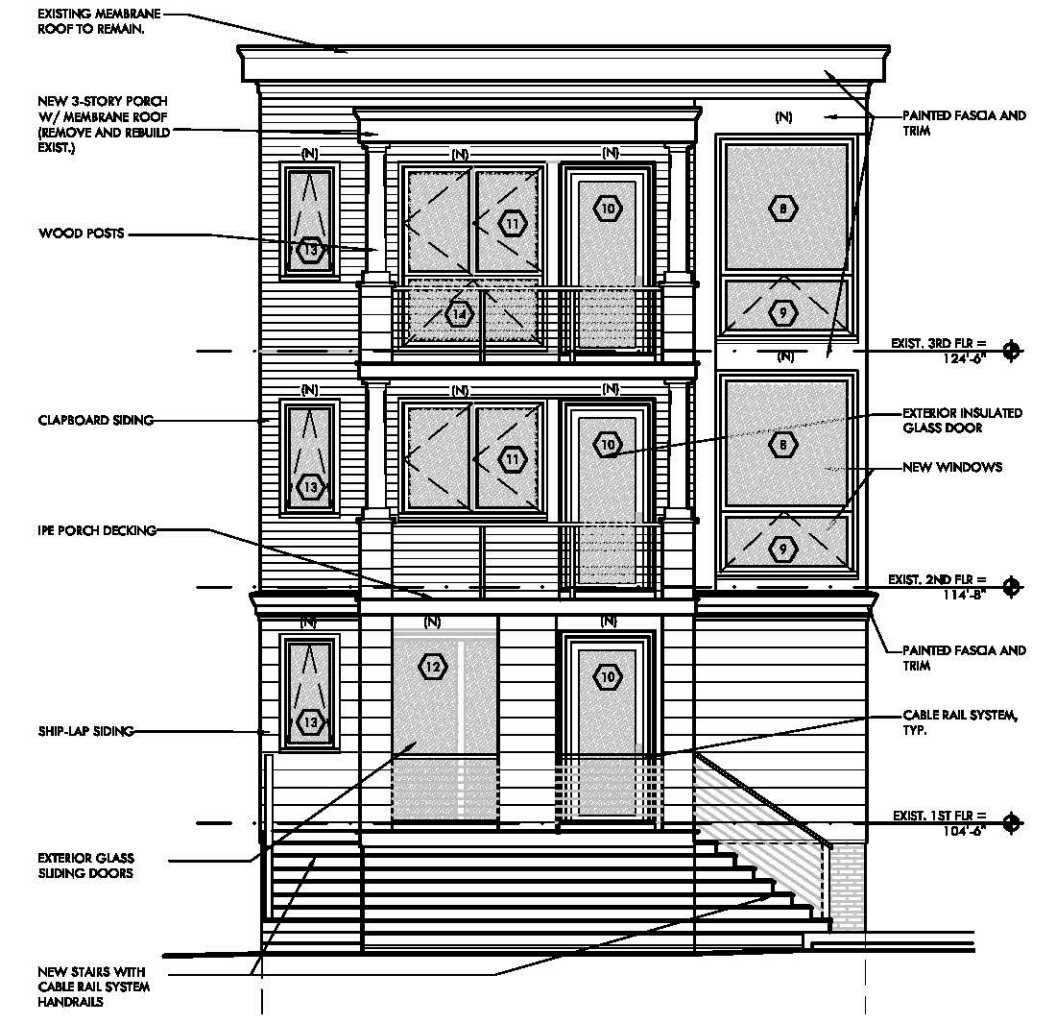 EXISTING MEMBRANE
ROOF TO REMAIN.
NEW 3-STORY PORCH
W/ MEMBRANE ROOF
(REMOVE AND REBUILD
EXIST.)
WOOD POSTS
CLAPBOARD SIDING
IPE PORCH DECKING
SHIP-LAP SIDING
EXTERIOR GLASS
SLIDING DOORS
NEW STAIRS WITH
CABLE RAIL SYSTEM
HANDRAILS
(N)
(N)
(N)
(N)
13
11
10
8
14
9
(N)
(N)
(N)
(N)
13
11
10
8
9
(N)
(N)
(N)
13
12
10
PAINTED FASCIA AND
TRIM
EXIST. 3RD FLR =
124'-6"
EXTERIOR INSULATED
GLASS DOOR
NEW WINDOWS
EXIST. 2ND FLR =
114'-8"
PAINTED FASCIA AND
TRIM
CABLE RAIL SYSTEM,
TYP.
EXIST. 1ST FLR =
104'-6"